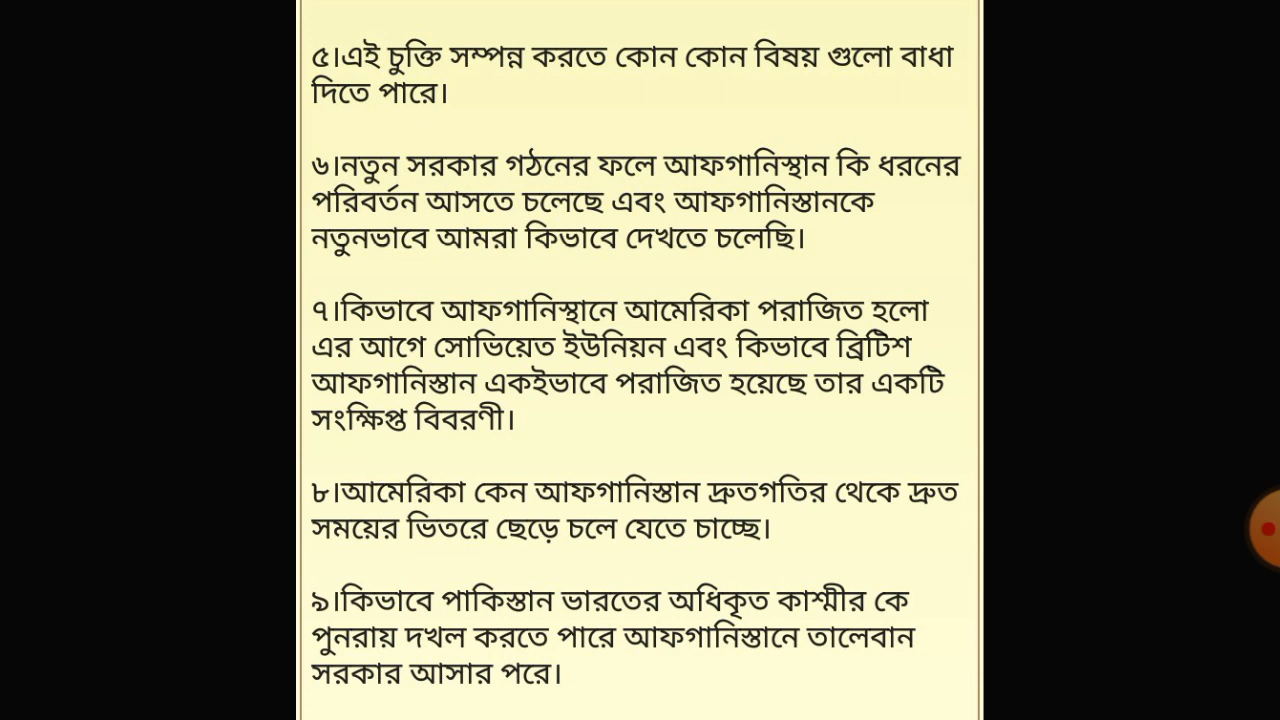 ৫।এই চুক্তি সম্পন্ন করতে কোন কোন বিষয় গুলো বাধা
দিতে পারে।
৬।নতুন সরকার গঠনের ফলে আফগানিস্থান কি ধরনের
পরিবর্তন আসতে চলেছে এবং আফগানিস্তানকে
নতুনভাবে আমরা কিভাবে দেখতে চলেছি।
৭।কিভাবে আফগানিস্থানে আমেরিকা পরাজিত হলো
এর আগে সোভিয়েত ইউনিয়ন এবং কিভাবে ব্রিটিশ
আফগানিস্তান একইভাবে পরাজিত হয়েছে তার একটি
সংক্ষিপ্ত বিবরণী।
৮।আমেরিকা কেন আফগানিস্তান দ্রুতগতির থেকে দ্রুত
সময়ের ভিতরে ছেড়ে চলে যেতে চাচ্ছে।
৯।কিভাবে পাকিস্তান ভারতের অধিকৃত কাশ্মীর কে
পুনরায় দখল করতে পারে আফগানিস্তানে তালেবান
সরকার আসার পরে।